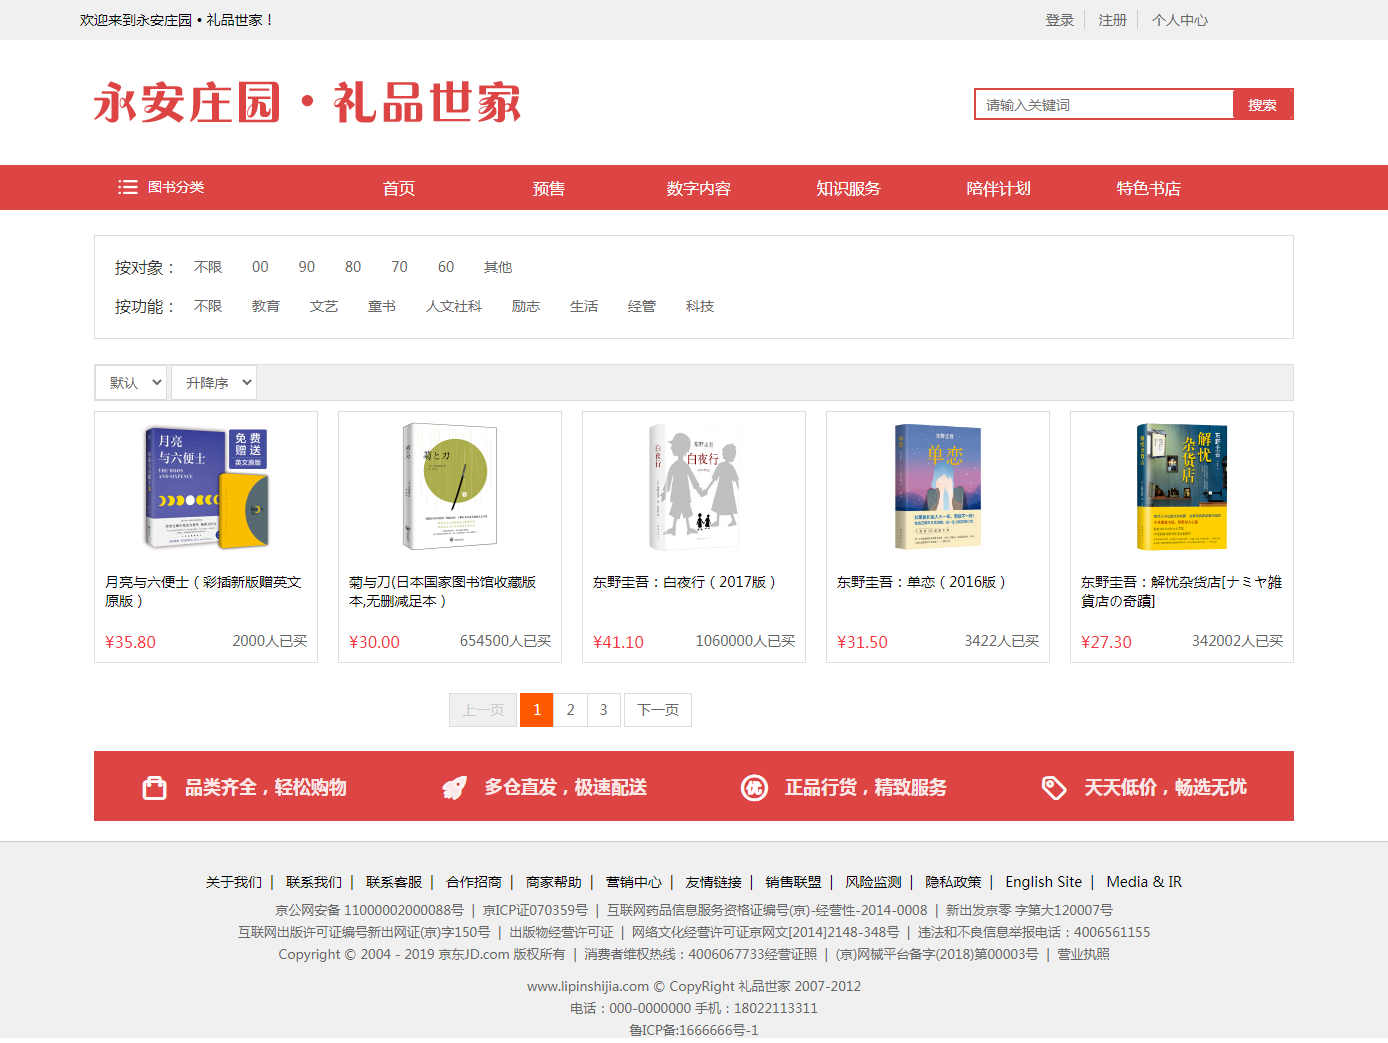 欢迎来到永安庄园 • 礼品世家！
登录 注册 个人中心
永安庄园·礼品世家
请输入关键词 搜索
图书分类 首页 预售 数字内容 知识服务 陪伴计划 特色书店
按对象： 不限 00 90 80 70 60 其他
按功能： 不限 教育 文艺 童书 人文社科 励志 生活 经管 科技
默认 升降序
月亮
与六便士
THE MOON
AND SIXPENCE
免费
赠送
英文原版
菊与刀
东野圭吾
白夜行
东野圭吾
单恋
东野圭吾
解忧
杂货店
月亮与六便士（彩插新版赠英文
原版）
¥35.80 2000人已买
菊与刀(日本国家图书馆收藏版
本,无删减足本）
¥30.00 654500人已买
东野圭吾：白夜行（2017版）
¥41.10 1060000人已买
东野圭吾：单恋（2016版）
¥31.50 3422人已买
东野圭吾：解忧杂货店[ナミヤ雑
貨店の奇蹟]
¥27.30 342002人已买
上一页 1 2 3 下一页
品类齐全，轻松购物 多仓直发，极速配送 优 正品行货，精致服务 天天低价，畅选无忧
关于我们 | 联系我们 | 联系客服 | 合作招商 | 商家帮助 | 营销中心 | 友情链接 | 销售联盟 | 风险监测 | 隐私政策 | English Site | Media & IR
京公网安备 11000002000088号 | 京ICP证070359号 | 互联网药品信息服务资格证编号(京)-经营性-2014-0008 | 新出发京零 字第大120007号
互联网出版许可证编号新出网证(京)字150号 | 出版物经营许可证 | 网络文化经营许可证京网文[2014]2148-348号 | 违法和不良信息举报电话：4006561155
Copyright © 2004 - 2019 京东JD.com 版权所有 | 消费者维权热线：4006067733经营证照 | (京)网械平台备字(2018)第00003号 | 营业执照
www.lipinshijia.com © CopyRight 礼品世家 2007-2012
电话：000-0000000 手机：18022113311
鲁ICP备:1666666号-1